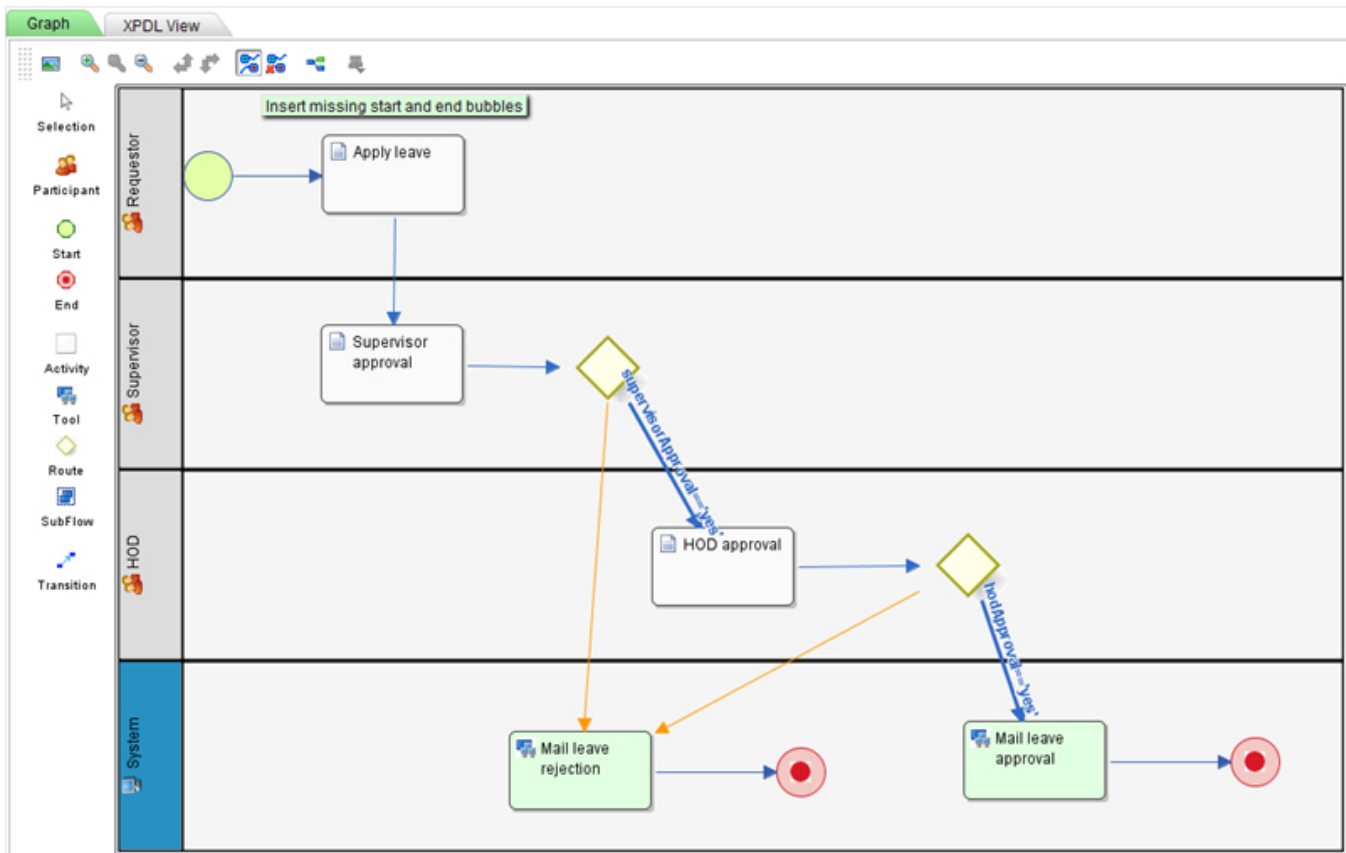 Graph
XPDL View
Insert missing start and end bubbles
Selection
Participant
Start
End
Activity
Tool
Route
SubFlow
Transition
Requestor
Apply leave
Supervisor
Supervisor
approval
supervisorApproval=='yes'
HOD
HOD approval
hodApproval=='yes'
System
Mail leave
rejection
Mail leave
approval